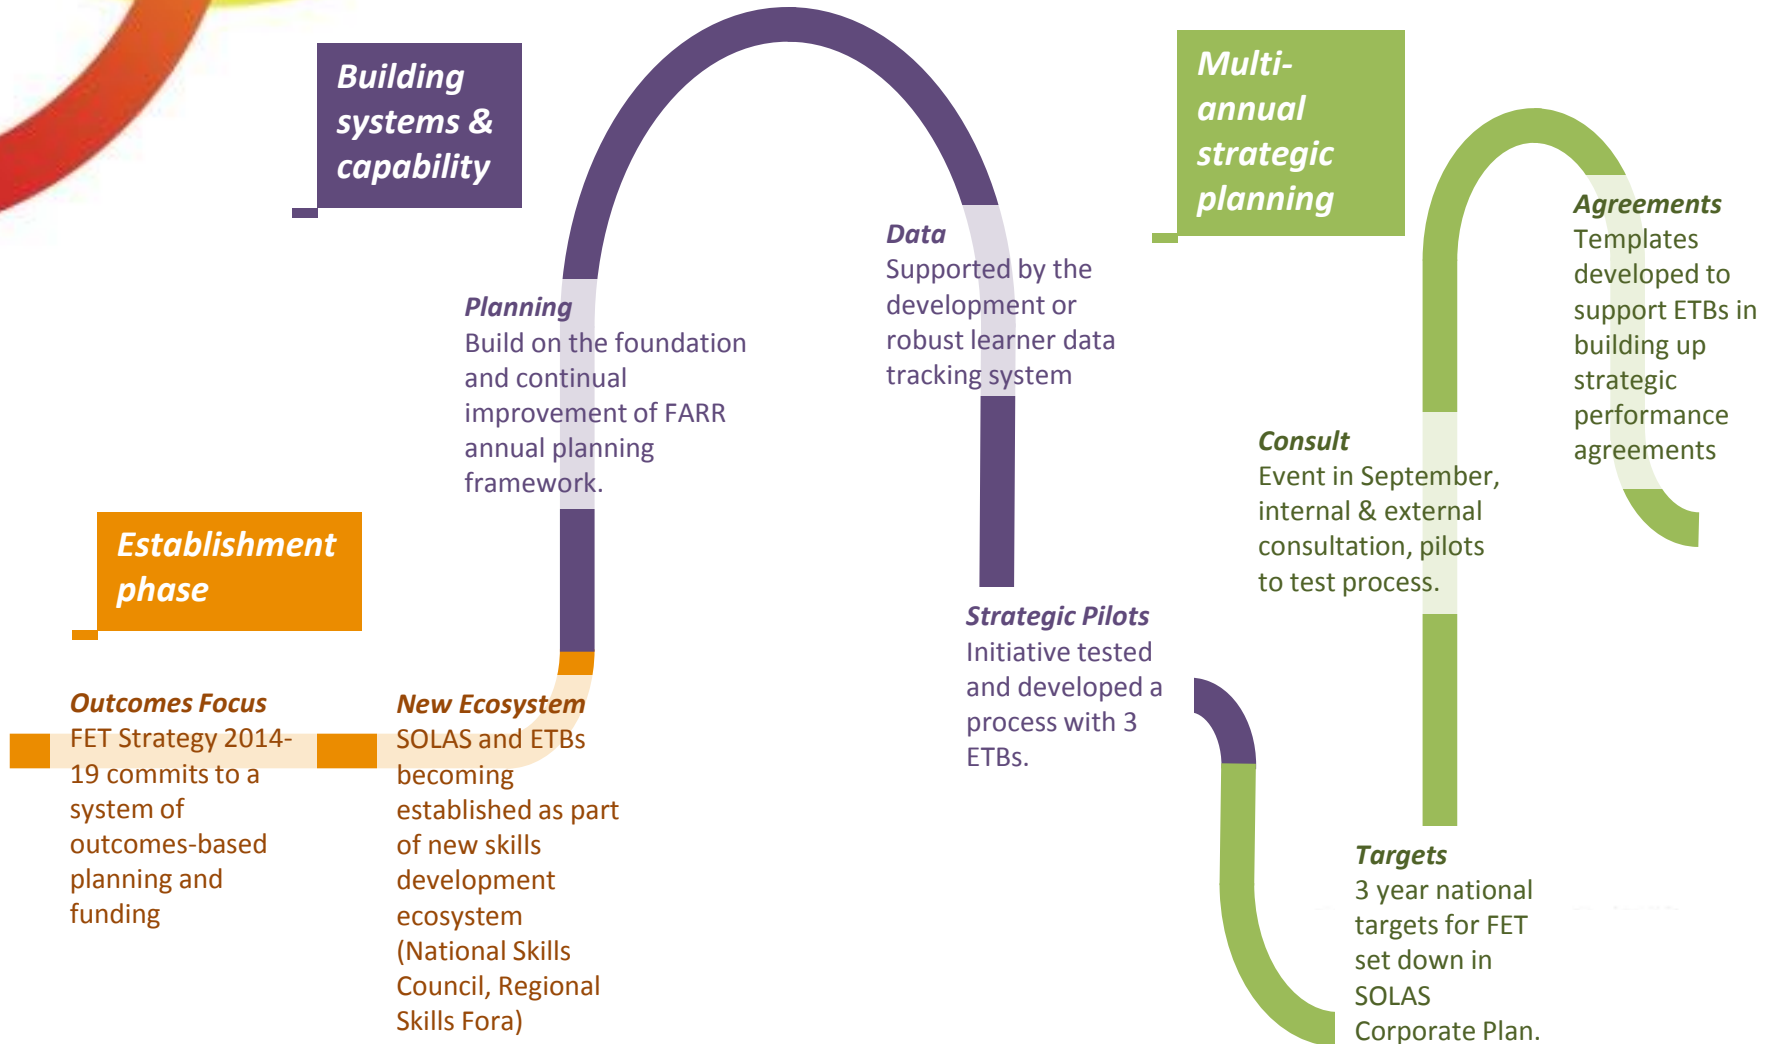 Establishment
phase
Outcomes Focus
FET Strategy 2014-
19 commits to a
system of
outcomes-based
planning and
funding
New Ecosystem
SOLAS and ETBs
becoming
established as part
of new skills
development
ecosystem
(National Skills
Council, Regional
Skills Fora)
Building
systems &
capability
Planning
Build on the foundation
and continual
improvement of FARR
annual planning
framework.
Data
Supported by the
development or
robust learner data
tracking system
Strategic Pilots
Initiative tested
and developed a
process with 3
ETBs.
Multi-
annual
strategic
planning
Targets
3 year national
targets for FET
set down in
SOLAS
Corporate Plan.
Consult
Event in September,
internal & external
consultation, pilots
to test process.
Agreements
Templates
developed to
support ETBs in
building up
strategic
performance
agreements